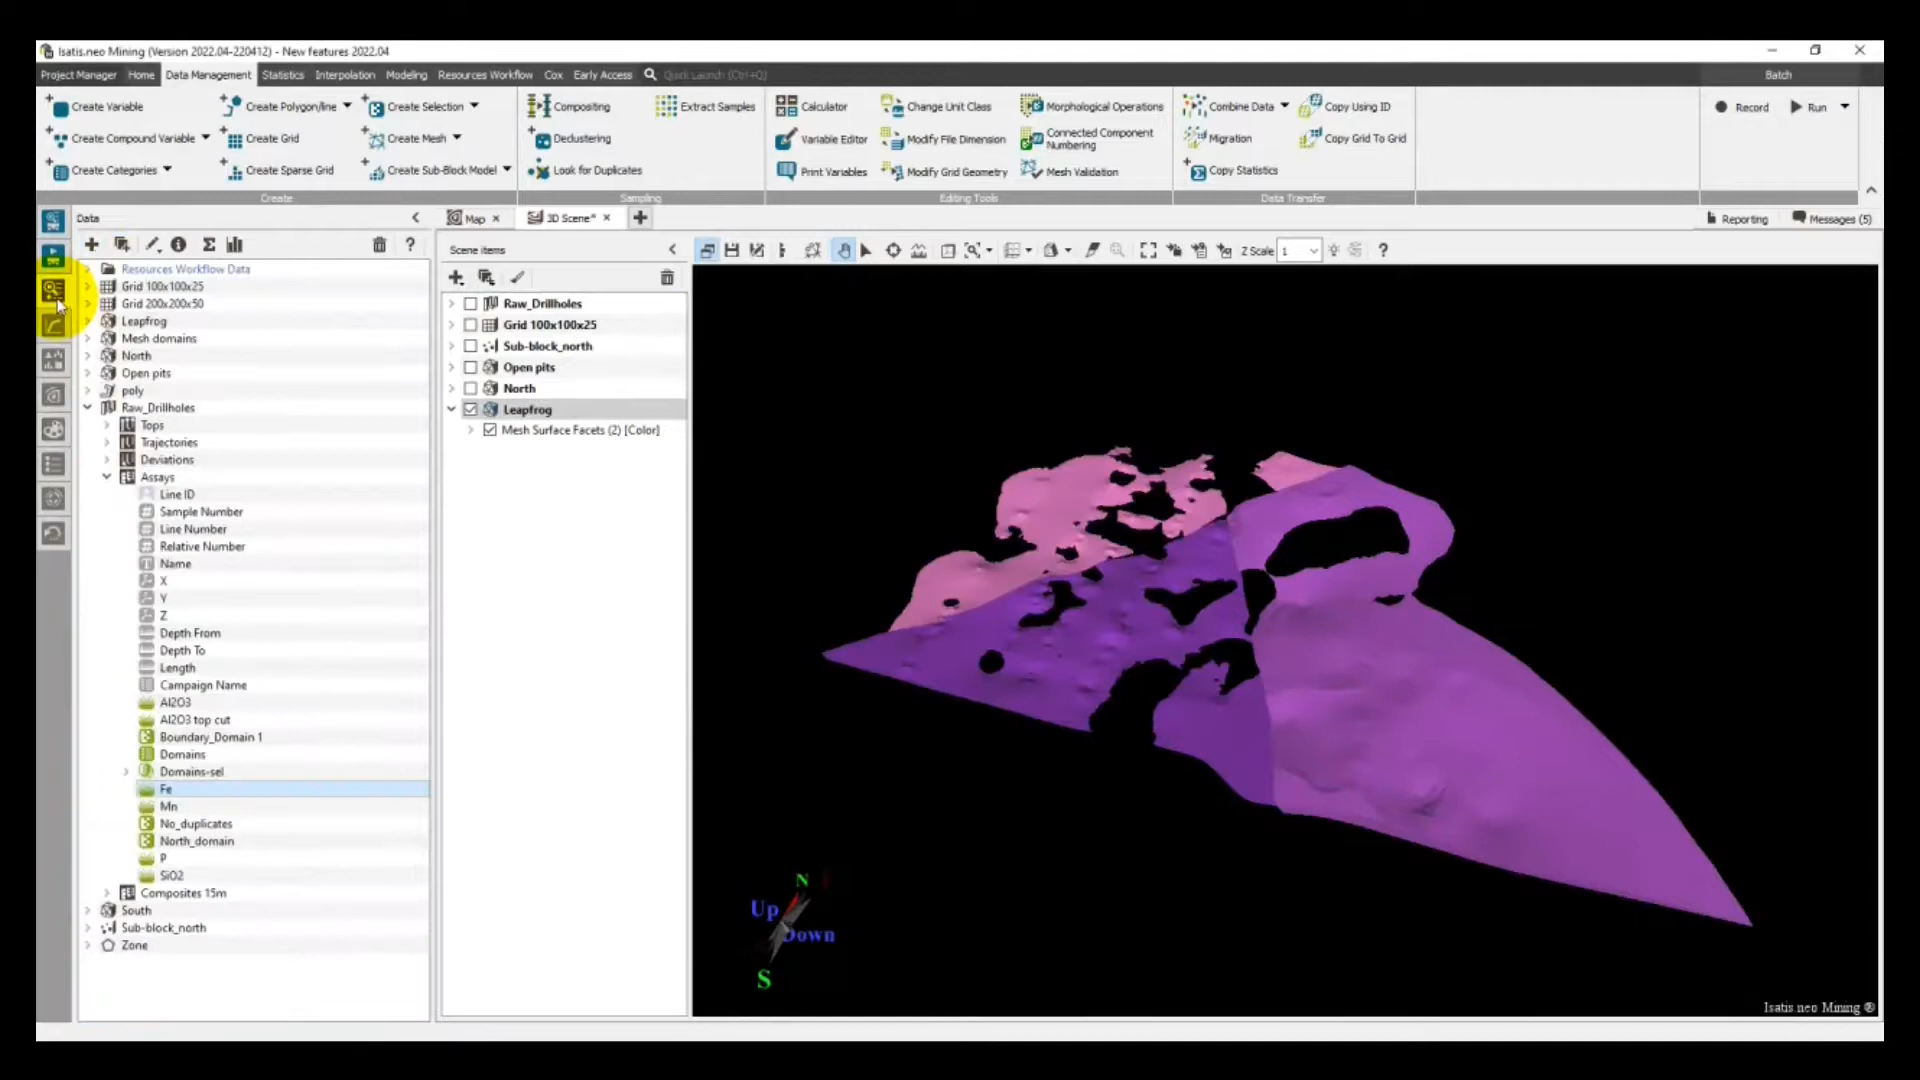 Isatis.neo Mining (Version 2022.04-220412) - New features 2022.04
Project Manager Home Data Management Statistics Interpolation Modeling Resources Workflow Cox Early Access Quick Launch (Ctrl+Q) Batch
Create Variable Create Polygon/line Create Selection Compositing Extract Samples Calculator Change Unit Class Morphological Operations Combine Data Copy Using ID Record Run
Create Compound Variable Create Grid Create Mesh Declustering Variable Editor Modify File Dimension Connected Component Numbering Migration Copy Grid To Grid
Create Categories Create Sparse Grid Create Sub-Block Model Look for Duplicates Print Variables Modify Grid Geometry Mesh Validation Copy Statistics
Create Sampling Editing Tools Data Transfer
Data Map 3D Scene* Reporting Messages (5)
Scene items Z Scale 1
Resources Workflow Data
Grid 100x100x25
Grid 200x200x50
Leapfrog
Mesh domains
North
Open pits
poly
Raw_Drillholes
Tops
Trajectories
Deviations
Assays
Line ID
Sample Number
Line Number
Relative Number
Name
X
Y
Z
Depth From
Depth To
Length
Campaign Name
Al2O3
Al2O3 top cut
Boundary_Domain 1
Domains
Domains-sel
Fe
Mn
No_duplicates
North_domain
P
SiO2
Composites 15m
South
Sub-block_north
Zone
Raw_Drillholes
Grid 100x100x25
Sub-block_north
Open pits
North
Leapfrog
Mesh Surface Facets (2) [Color]
N
Up
Down
S
Isatis.neo Mining ®